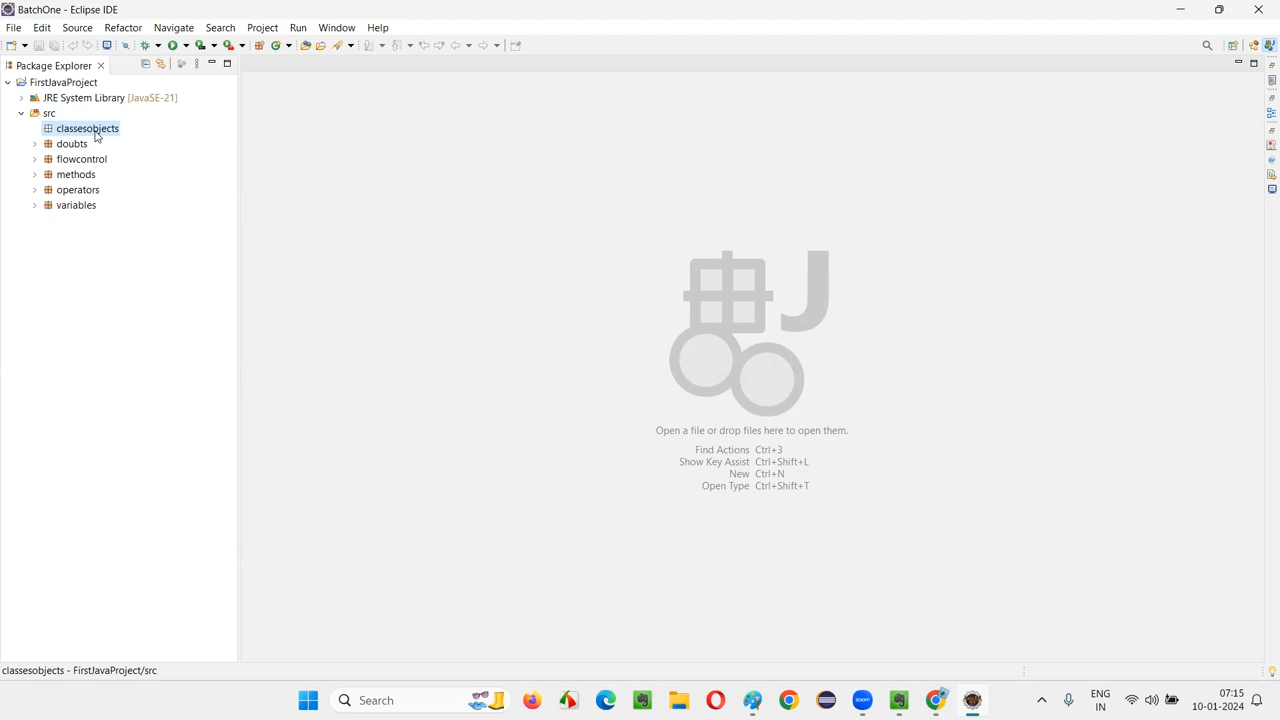 BatchOne - Eclipse IDE
File Edit Source Refactor Navigate Search Project Run Window Help
Package Explorer
FirstJavaProject
JRE System Library [JavaSE-21]
src
classesobjects
doubts
flowcontrol
methods
operators
variables
J
Open a file or drop files here to open them.
Find Actions Ctrl+3
Show Key Assist Ctrl+Shift+L
New Ctrl+N
Open Type Ctrl+Shift+T
classesobjects - FirstJavaProject/src
Search
zoom
ENG
IN
07:15
10-01-2024